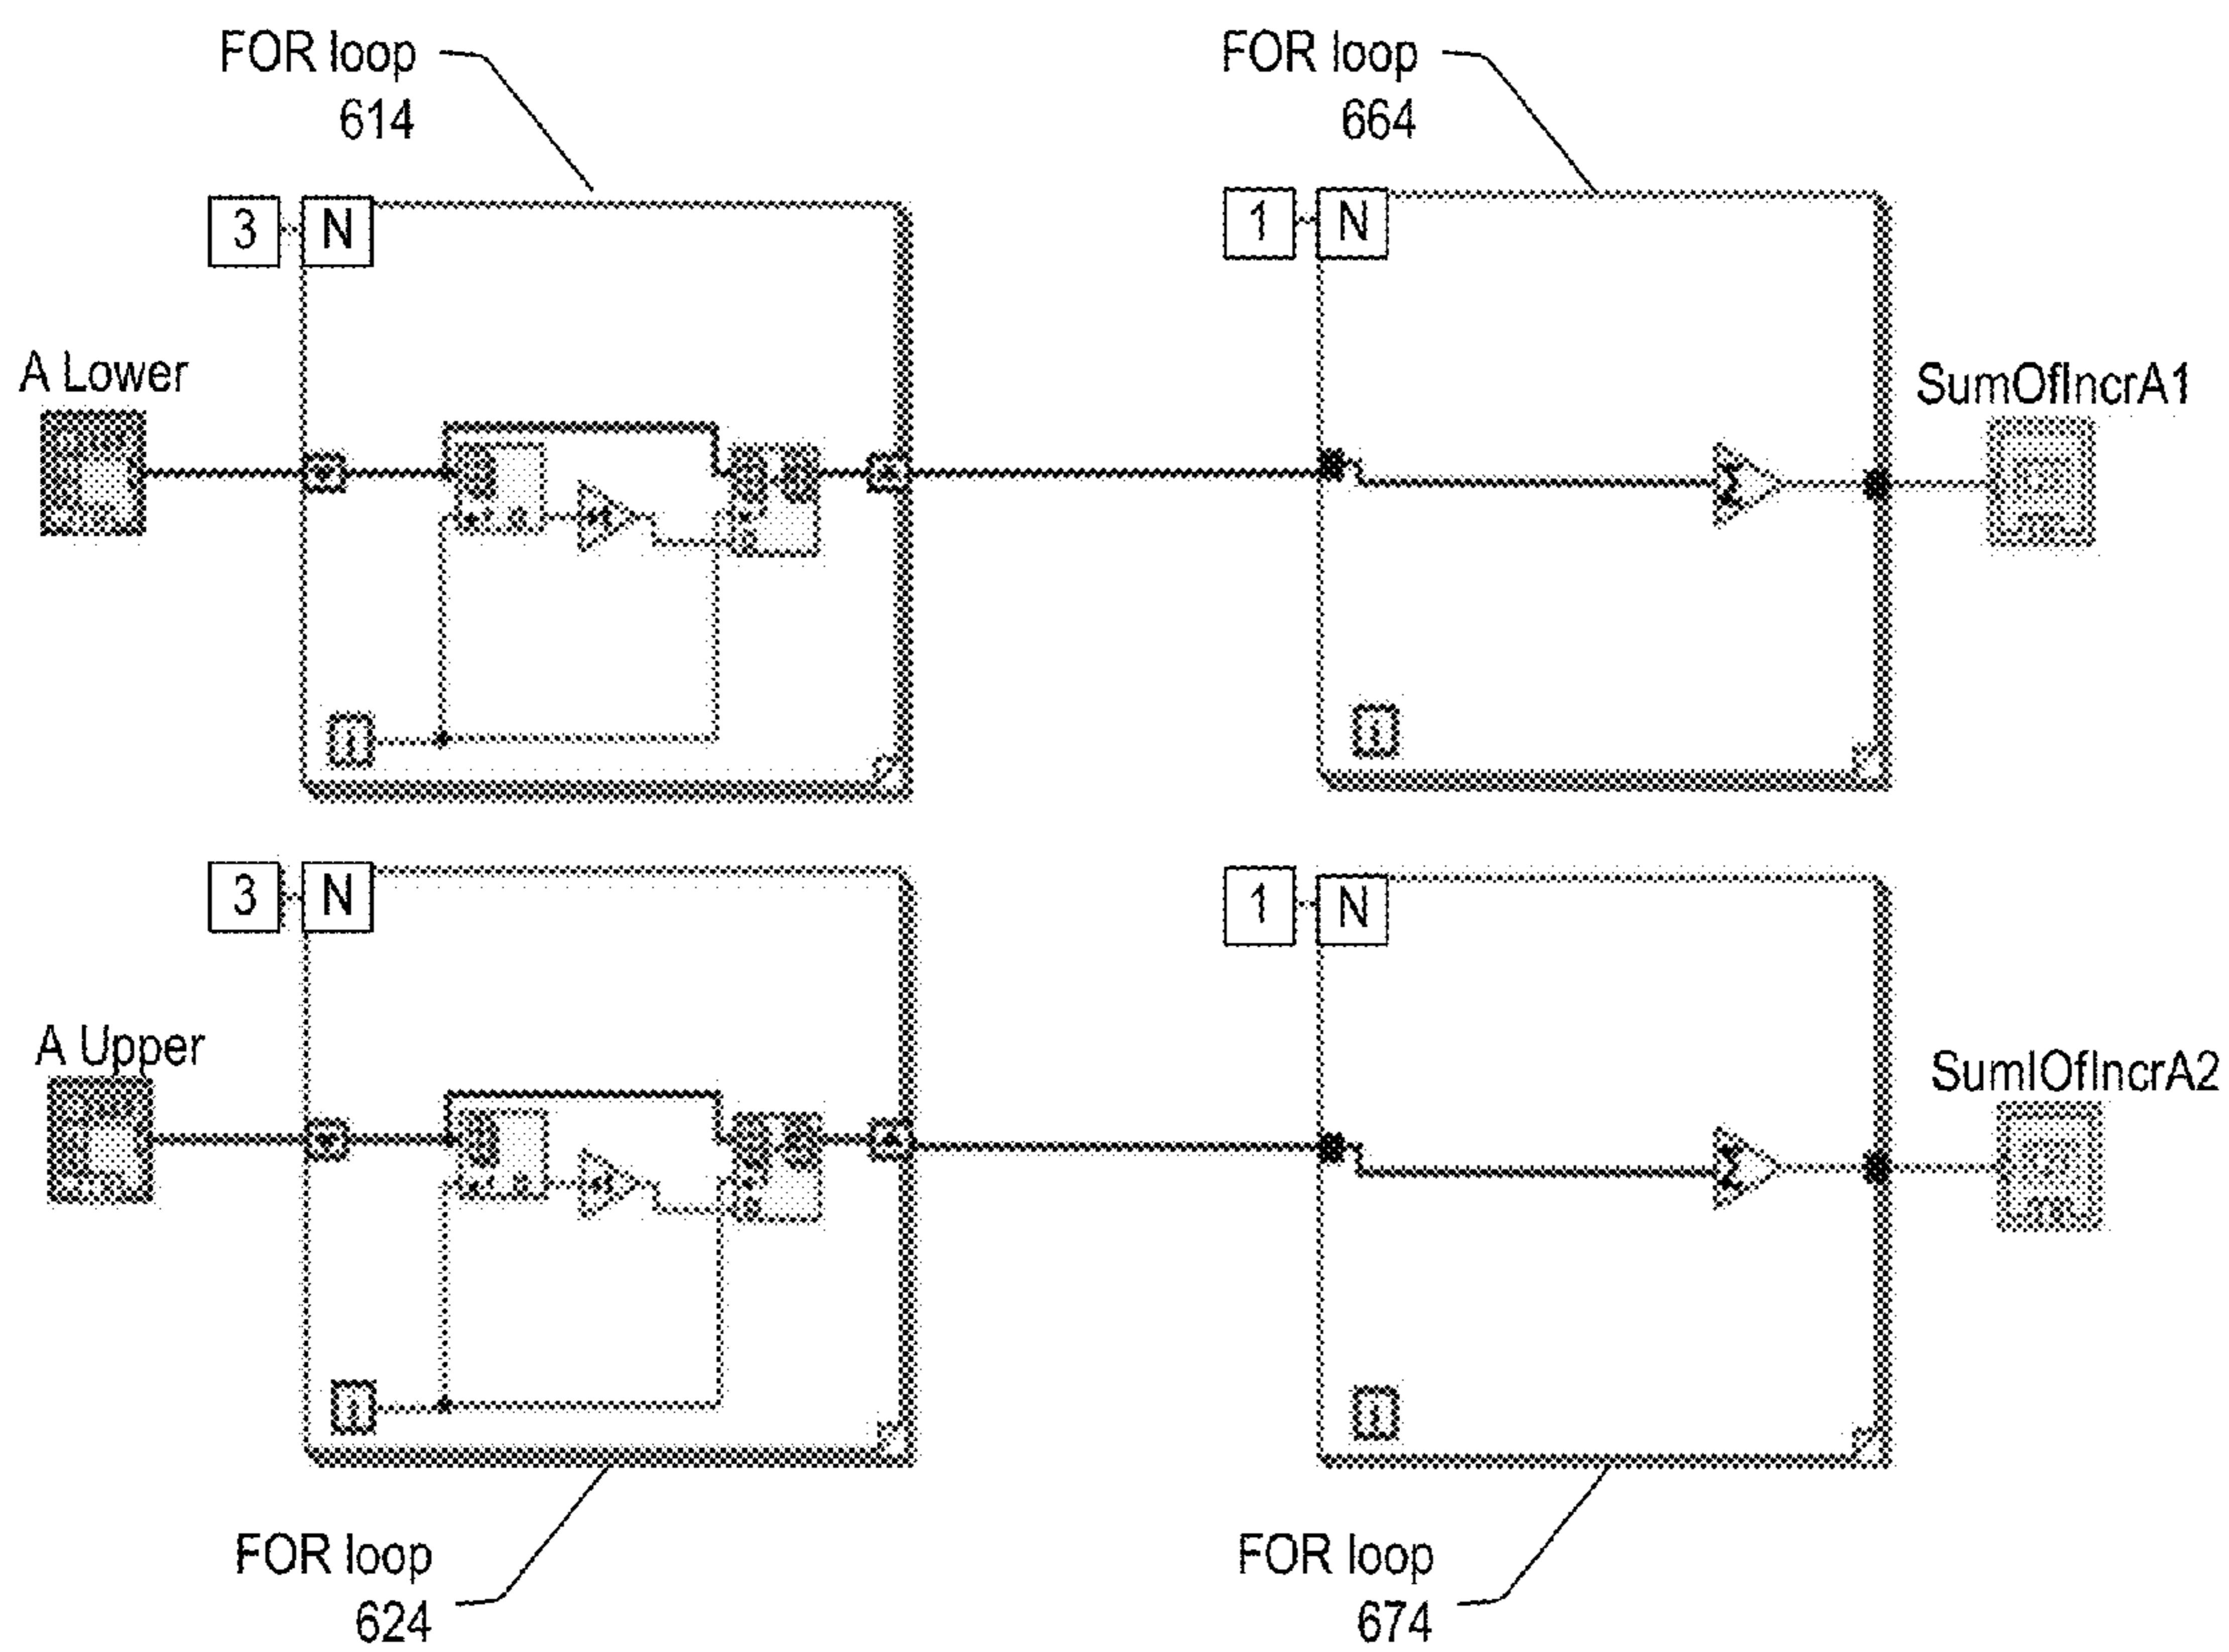 FOR loop
614
FOR loop
664
3
N
1
N
A Lower
SumOfIncrA1
i
i
3
N
1
N
A Upper
SumIOfIncrA2
i
i
FOR loop
624
FOR loop
674